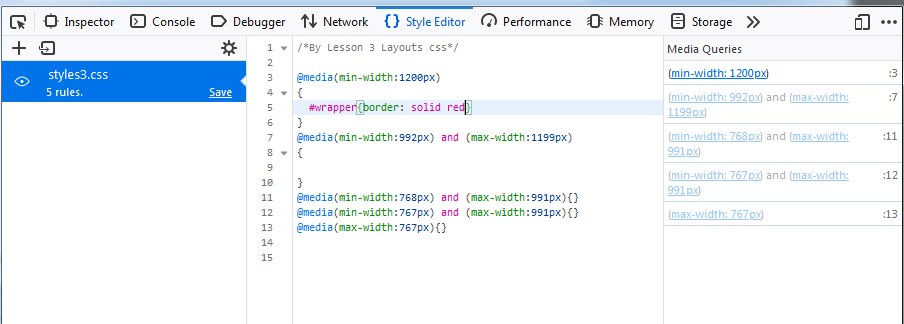 Inspector Console Debugger Network {} Style Editor Performance Memory Storage
styles3.css
5 rules. Save
1 /*By Lesson 3 Layouts css*/
2
3 @media(min-width:1200px)
4 {
5 #wrapper{border: solid red}
6 }
7 @media(min-width:992px) and (max-width:1199px)
8 {
9
10 }
11 @media(min-width:768px) and (max-width:991px){}
12 @media(min-width:767px) and (max-width:991px){}
13 @media(max-width:767px){}
14
15
Media Queries
(min-width: 1200px) :3
(min-width: 992px) and (max-width: :7
1199px)
(min-width: 768px) and (max-width: :11
991px)
(min-width: 767px) and (max-width: :12
991px)
(max-width: 767px) :13